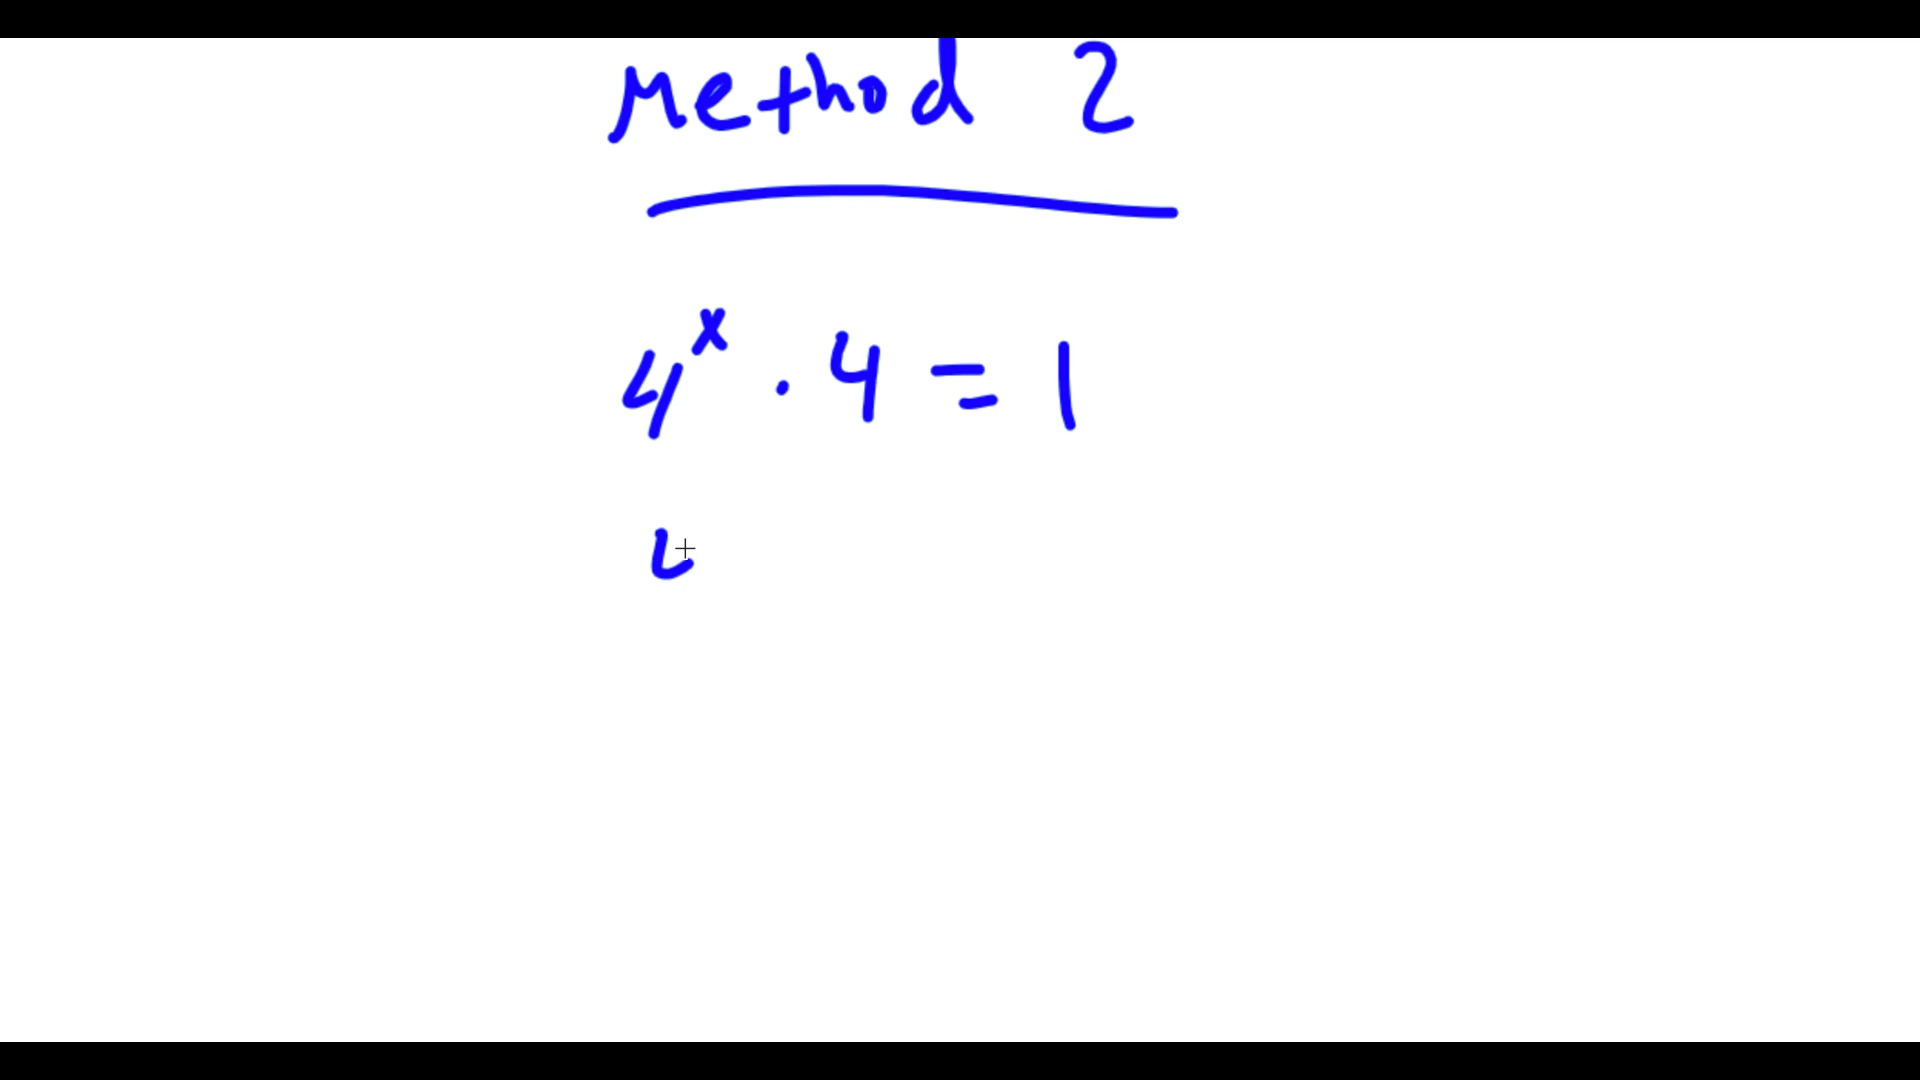 Method 2
4^x · 4 = 1